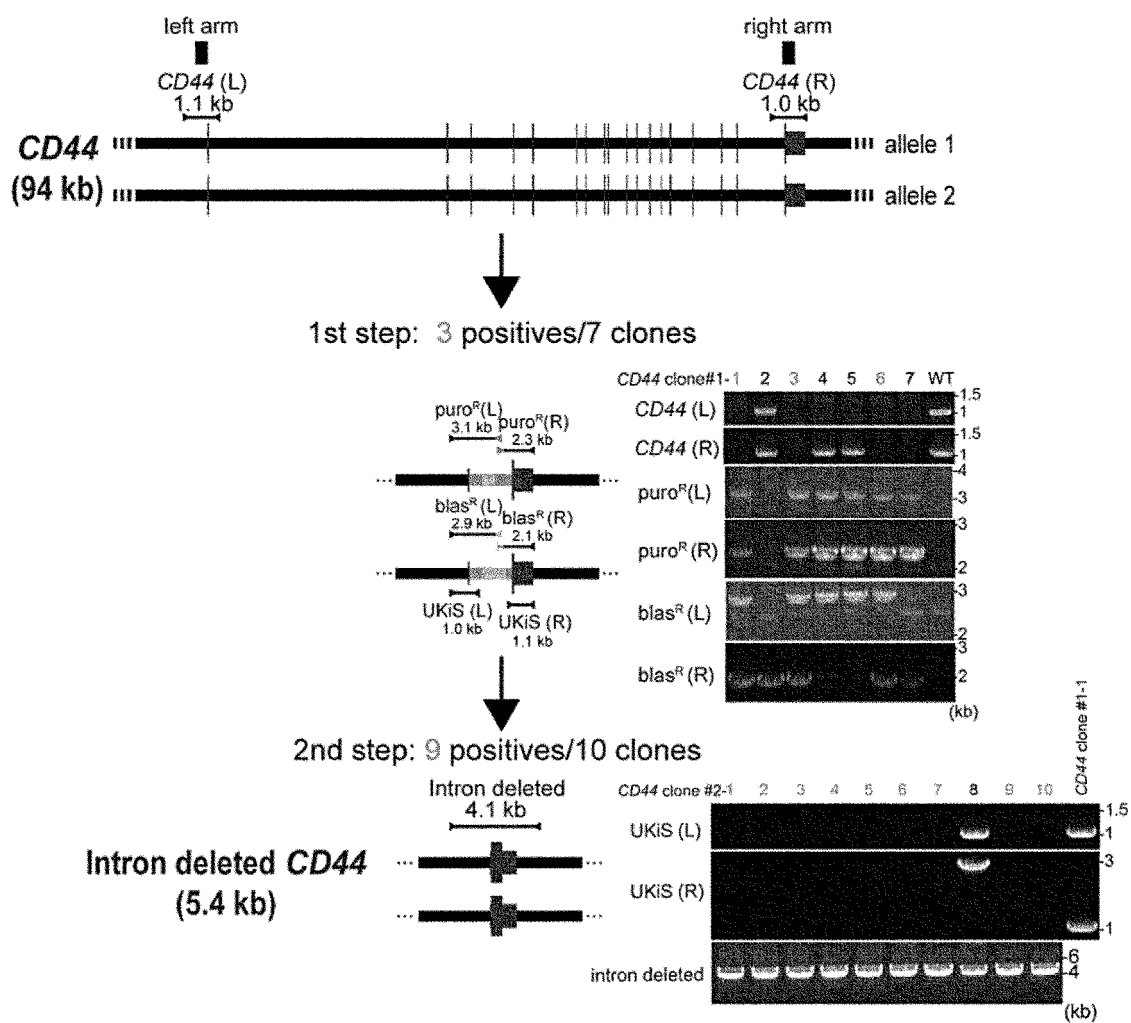 left arm
right arm
CD44 (L)
1.1 kb
CD44 (R)
1.0 kb
CD44
(94 kb)
allele 1
allele 2
1st step: 3 positives/7 clones
CD44 clone#1-1 2 3 4 5 6 7 WT
CD44 (L)
-1.5
-1
CD44 (R)
-1.5
-1
puroR(L)
-4
-3
puroR (R)
-3
-2
blasR (L)
-3
-2
blasR (R)
-3
-2
(kb)
puroR(L)
3.1 kb
puroR(R)
2.3 kb
blasR (L)
2.9 kb
blasR (R)
2.1 kb
UKiS (L)
1.0 kb
UKiS (R)
1.1 kb
2nd step: 9 positives/10 clones
Intron deleted
4.1 kb
Intron deleted CD44
(5.4 kb)
CD44 clone #2-1 2 3 4 5 6 7 8 9 10
CD44 clone #1-1
UKiS (L)
-1.5
-1
UKiS (R)
-3
-1
intron deleted
-6
-4
(kb)